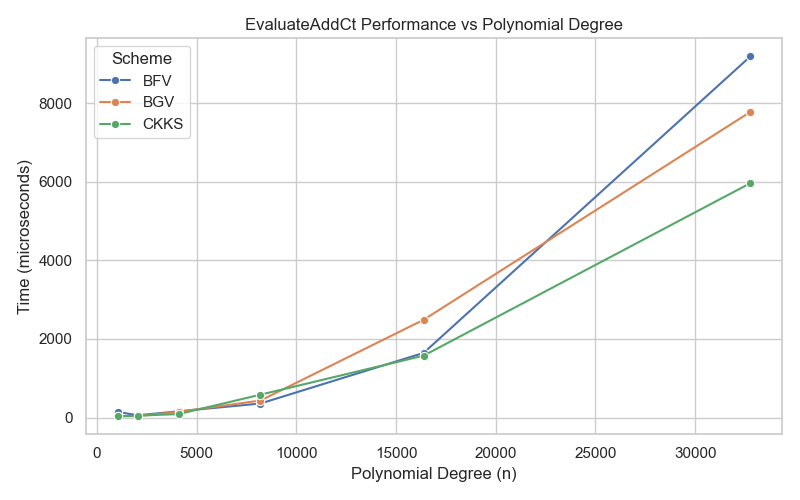 EvaluateAddCt Performance vs Polynomial Degree
Scheme
BFV
BGV
CKKS
Time (microseconds)
8000
6000
4000
2000
0
0 5000 10000 15000 20000 25000 30000
Polynomial Degree (n)